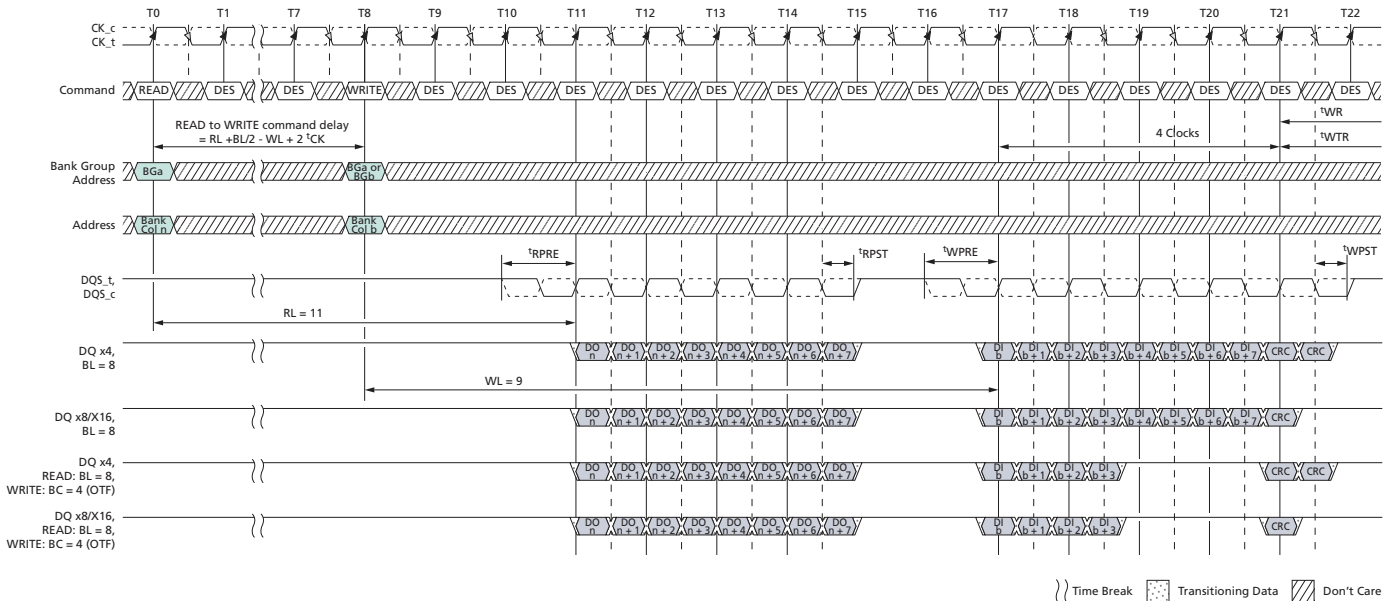 T0 T1 T7 T8 T9 T10 T11 T12 T13 T14 T15 T16 T17 T18 T19 T20 T21 T22
CK_c
CK_t
Command READ DES DES WRITE DES DES DES DES DES DES DES DES DES DES DES DES DES DES
READ to WRITE command delay
= RL +BL/2 - WL + 2 tCK
4 Clocks
tWR
tWTR
Bank Group
Address
BGa
BGa or
BGb
Address
Bank
Col n
Bank
Col b
tRPRE tRPST tWPRE tWPST
DQS_t,
DQS_c
RL = 11
DQ x4,
BL = 8
DO n DO n + 1 DO n + 2 DO n + 3 DO n + 4 DO n + 5 DO n + 6 DO n + 7 DI b DI b + 1 DI b + 2 DI b + 3 DI b + 4 DI b + 5 DI b + 6 DI b + 7 CRC CRC
WL = 9
DQ x8/X16,
BL = 8
DO n DO n + 1 DO n + 2 DO n + 3 DO n + 4 DO n + 5 DO n + 6 DO n + 7 DI b DI b + 1 DI b + 2 DI b + 3 DI b + 4 DI b + 5 DI b + 6 DI b + 7 CRC
DQ x4,
READ: BL = 8,
WRITE: BC = 4 (OTF)
DO n DO n + 1 DO n + 2 DO n + 3 DO n + 4 DO n + 5 DO n + 6 DO n + 7 DI b DI b + 1 DI b + 2 DI b + 3 CRC CRC
DQ x8/X16,
READ: BL = 8,
WRITE: BC = 4 (OTF)
DO n DO n + 1 DO n + 2 DO n + 3 DO n + 4 DO n + 5 DO n + 6 DO n + 7 DI b DI b + 1 DI b + 2 DI b + 3 CRC
Time Break Transitioning Data Don't Care